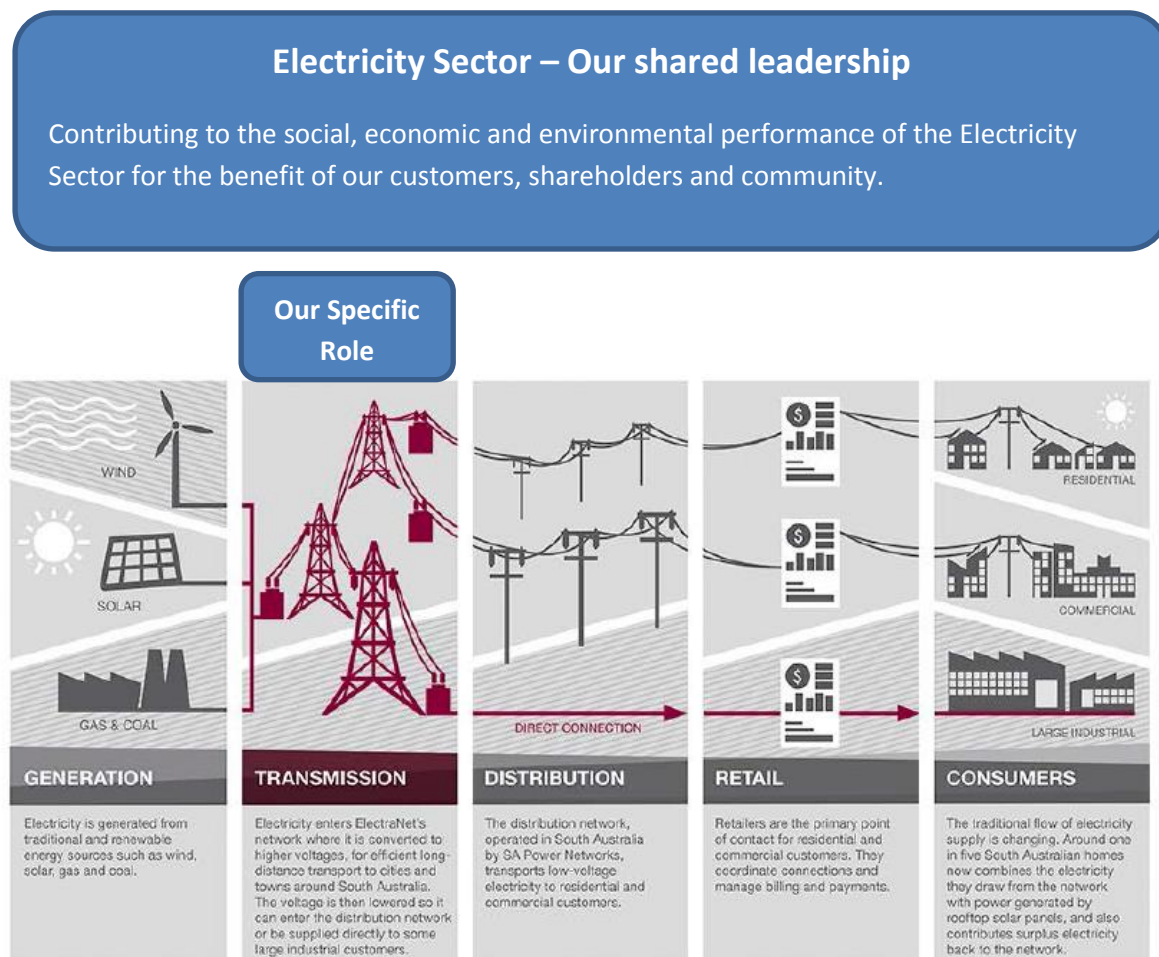 Electricity Sector – Our shared leadership
Contributing to the social, economic and environmental performance of the Electricity
Sector for the benefit of our customers, shareholders and community.
Our Specific
Role
WIND
SOLAR
GAS & COAL
DIRECT CONNECTION
RESIDENTIAL
COMMERCIAL
LARGE INDUSTRIAL
$
$
$
GENERATION
Electricity is generated from
traditional and renewable
energy sources such as wind,
solar, gas and coal.
TRANSMISSION
Electricity enters ElectraNet's
network where it is converted to
higher voltages, for efficient long-
distance transport to cities and
towns around South Australia.
The voltage is then lowered so it
can enter the distribution network
or be supplied directly to some
large industrial customers.
DISTRIBUTION
The distribution network,
operated in South Australia
by SA Power Networks,
transports low-voltage
electricity to residential and
commercial customers.
RETAIL
Retailers are the primary point
of contact for residential and
commercial customers. They
coordinate connections and
manage billing and payments.
CONSUMERS
The traditional flow of electricity
supply is changing. Around one
in five South Australian homes
now combines the electricity
they draw from the network
with power generated by
rooftop solar panels, and also
contributes surplus electricity
back to the network.